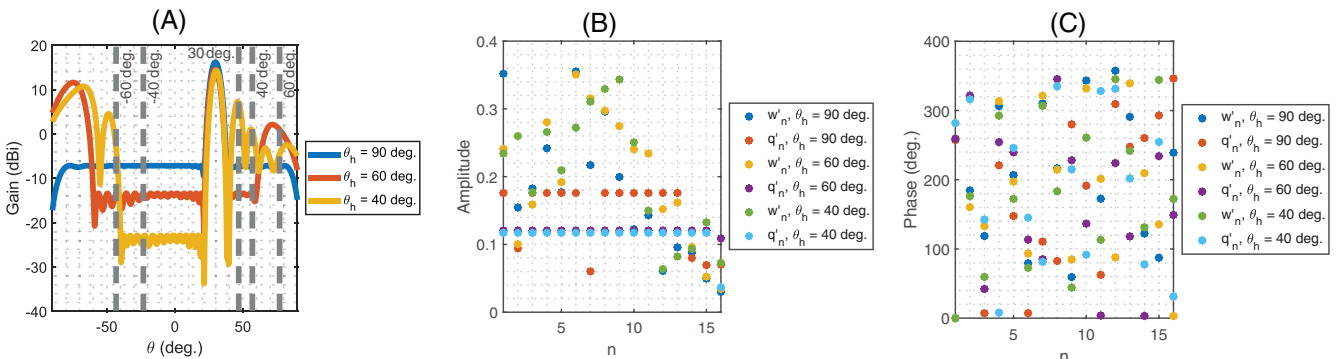 (A)
20
10
0
-10
-20
-30
-40
Gain (dBi)
-50
0
50
θ (deg.)
-60 deg.
-40 deg.
30 deg.
40 deg.
60 deg.
θh = 90 deg.
θh = 60 deg.
θh = 40 deg.
(B)
0.4
0.3
0.2
0.1
0
Amplitude
5
10
15
n
w'n, θh = 90 deg.
q'n, θh = 90 deg.
w'n, θh = 60 deg.
q'n, θh = 60 deg.
w'n, θh = 40 deg.
q'n, θh = 40 deg.
(C)
400
300
200
100
0
Phase (deg.)
5
10
15
n
w'n, θh = 90 deg.
q'n, θh = 90 deg.
w'n, θh = 60 deg.
q'n, θh = 60 deg.
w'n, θh = 40 deg.
q'n, θh = 40 deg.